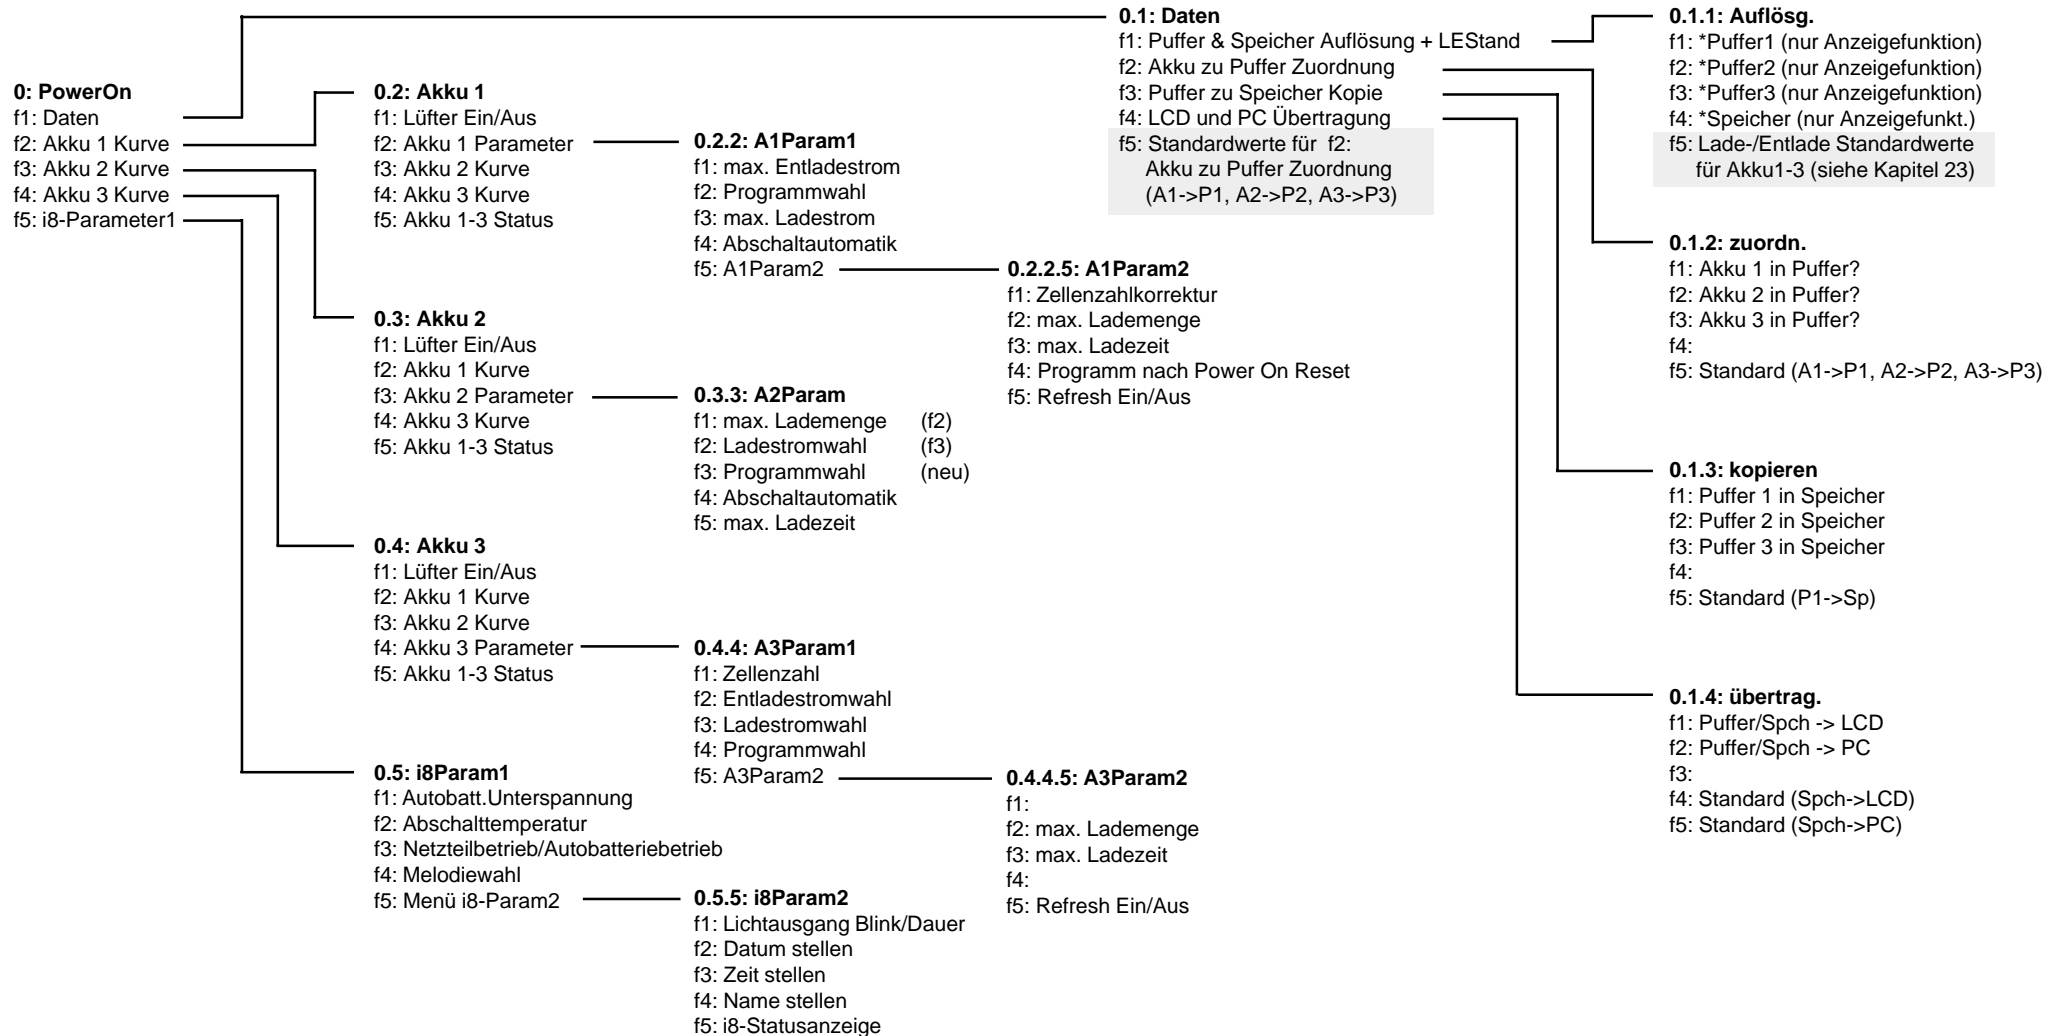 0: PowerOn
f1: Daten
f2: Akku 1 Kurve
f3: Akku 2 Kurve
f4: Akku 3 Kurve
f5: i8-Parameter1
0.2: Akku 1
f1: Lüfter Ein/Aus
f2: Akku 1 Parameter
f3: Akku 2 Kurve
f4: Akku 3 Kurve
f5: Akku 1-3 Status
0.3: Akku 2
f1: Lüfter Ein/Aus
f2: Akku 1 Kurve
f3: Akku 2 Parameter
f4: Akku 3 Kurve
f5: Akku 1-3 Status
0.4: Akku 3
f1: Lüfter Ein/Aus
f2: Akku 1 Kurve
f3: Akku 2 Kurve
f4: Akku 3 Parameter
f5: Akku 1-3 Status
0.5: i8Param1
f1: Autobatt.Unterspannung
f2: Abschalttemperatur
f3: Netzteilbetrieb/Autobatteriebetrieb
f4: Melodiewahl
f5: Menü i8-Param2
0.2.2: A1Param1
f1: max. Entladestrom
f2: Programmwahl
f3: max. Ladestrom
f4: Abschaltautomatik
f5: A1Param2
0.3.3: A2Param
f1: max. Lademenge (f2)
f2: Ladestromwahl (f3)
f3: Programmwahl (neu)
f4: Abschaltautomatik
f5: max. Ladezeit
0.4.4: A3Param1
f1: Zellenzahl
f2: Entladestromwahl
f3: Ladestromwahl
f4: Programmwahl
f5: A3Param2
0.5.5: i8Param2
f1: Lichtausgang Blink/Dauer
f2: Datum stellen
f3: Zeit stellen
f4: Name stellen
f5: i8-Statusanzeige
0.2.2.5: A1Param2
f1: Zellenzahlkorrektur
f2: max. Lademenge
f3: max. Ladezeit
f4: Programm nach Power On Reset
f5: Refresh Ein/Aus
0.4.4.5: A3Param2
f1:
f2: max. Lademenge
f3: max. Ladezeit
f4:
f5: Refresh Ein/Aus
0.1: Daten
f1: Puffer & Speicher Auflösung + LEStand
f2: Akku zu Puffer Zuordnung
f3: Puffer zu Speicher Kopie
f4: LCD und PC Übertragung
f5: Standardwerte für f2:
Akku zu Puffer Zuordnung
(A1->P1, A2->P2, A3->P3)
0.1.1: Auflösg.
f1: *Puffer1 (nur Anzeigefunktion)
f2: *Puffer2 (nur Anzeigefunktion)
f3: *Puffer3 (nur Anzeigefunktion)
f4: *Speicher (nur Anzeigefunkt.)
f5: Lade-/Entlade Standardwerte
für Akku1-3 (siehe Kapitel 23)
0.1.2: zuordn.
f1: Akku 1 in Puffer?
f2: Akku 2 in Puffer?
f3: Akku 3 in Puffer?
f4:
f5: Standard (A1->P1, A2->P2, A3->P3)
0.1.3: kopieren
f1: Puffer 1 in Speicher
f2: Puffer 2 in Speicher
f3: Puffer 3 in Speicher
f4:
f5: Standard (P1->Sp)
0.1.4: übertrag.
f1: Puffer/Spch -> LCD
f2: Puffer/Spch -> PC
f3:
f4: Standard (Spch->LCD)
f5: Standard (Spch->PC)